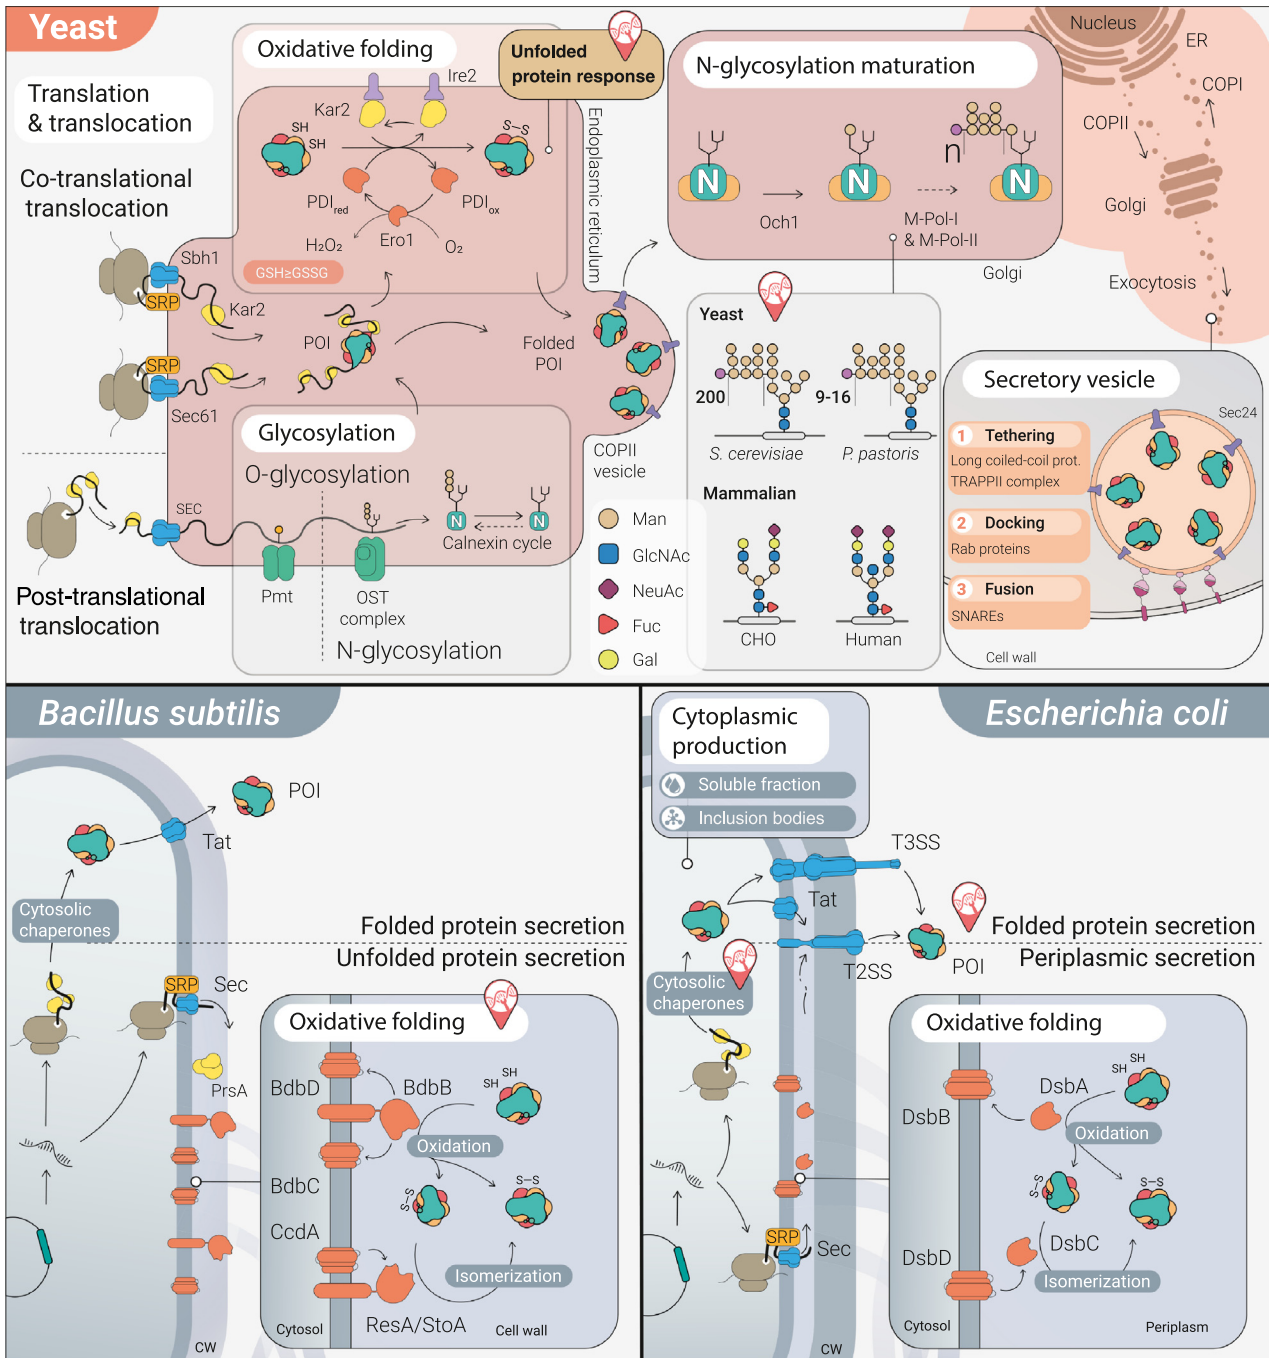 Yeast
Translation
& translocation
Co-translational
translocation
Sbh1
SRP
Kar2
SRP
Sec61
SEC
Post-translational
translocation
Oxidative folding
Ire2
Kar2
SH
SH
S-S
PDIred
PDIox
Ero1
H2O2
O2
GSH≥GSSG
Unfolded
protein response
Endoplasmic reticulum
POI
Folded
POI
COPII
vesicle
Glycosylation
O-glycosylation
N
N
Calnexin cycle
Pmt
OST
complex
N-glycosylation
N-glycosylation maturation
N
N
n
N
Och1
M-Pol-I
& M-Pol-II
Golgi
Yeast
200
9-16
S. cerevisiae
P. pastoris
Mammalian
CHO
Human
Man
GlcNAc
NeuAc
Fuc
Gal
Nucleus
ER
COPI
COPII
Golgi
Exocytosis
Secretory vesicle
Sec24
1 Tethering
Long coiled-coil prot.
TRAPPII complex
2 Docking
Rab proteins
3 Fusion
SNAREs
Cell wall
Bacillus subtilis
POI
Tat
Cytosolic
chaperones
Folded protein secretion
Unfolded protein secretion
SRP
Sec
PrsA
CW
Oxidative folding
BdbD
BdbB
SH
SH
Oxidation
S-S
S-S
BdbC
CcdA
Isomerization
ResA/StoA
Cytosol
Cell wall
Escherichia coli
Cytoplasmic
production
Soluble fraction
Inclusion bodies
T3SS
Tat
T2SS
POI
Folded protein secretion
Periplasmic secretion
Cytosolic
chaperones
SRP
Sec
CW
Oxidative folding
SH
SH
DsbA
DsbB
Oxidation
S-S
S-S
DsbC
DsbD
Isomerization
Cytosol
Periplasm